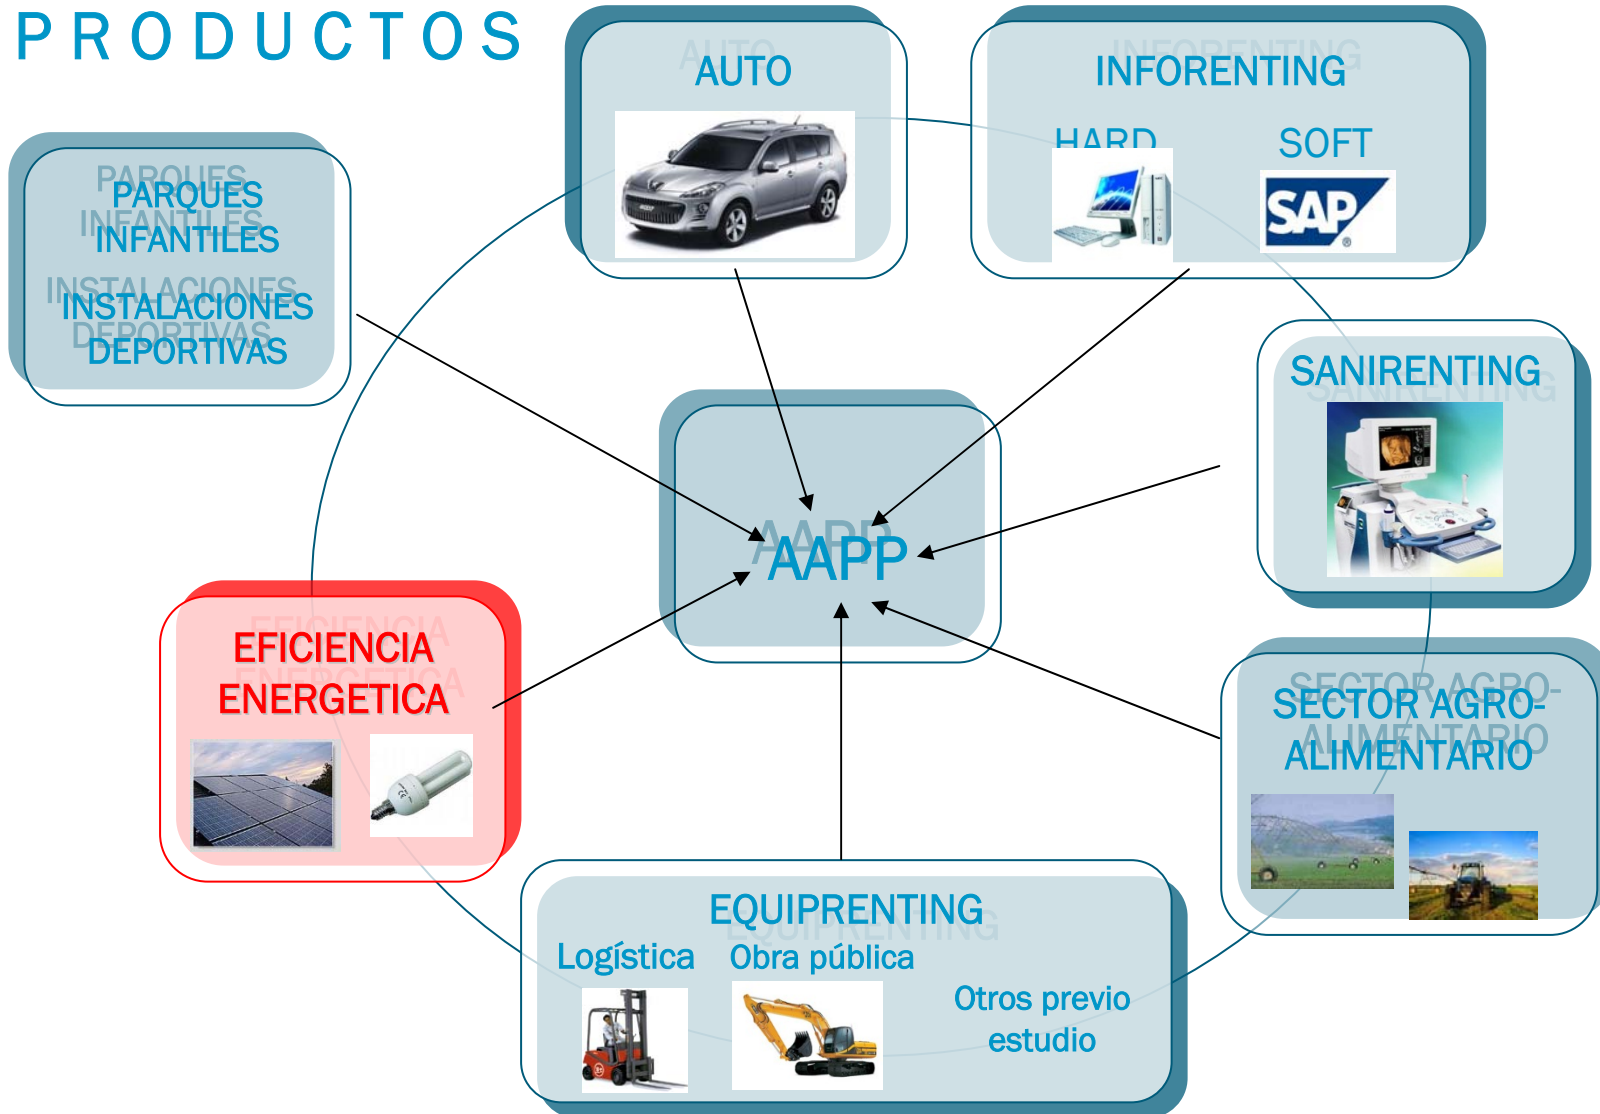 PRODUCTOS
AUTO
INFORENTING
HARD
SOFT
SAP
PARQUES
INFANTILES
INSTALACIONES
DEPORTIVAS
SANIRENTING
AAPP
EFICIENCIA
ENERGETICA
SECTOR AGRO-
ALIMENTARIO
EQUIPRENTING
Logística
Obra pública
Otros previo
estudio